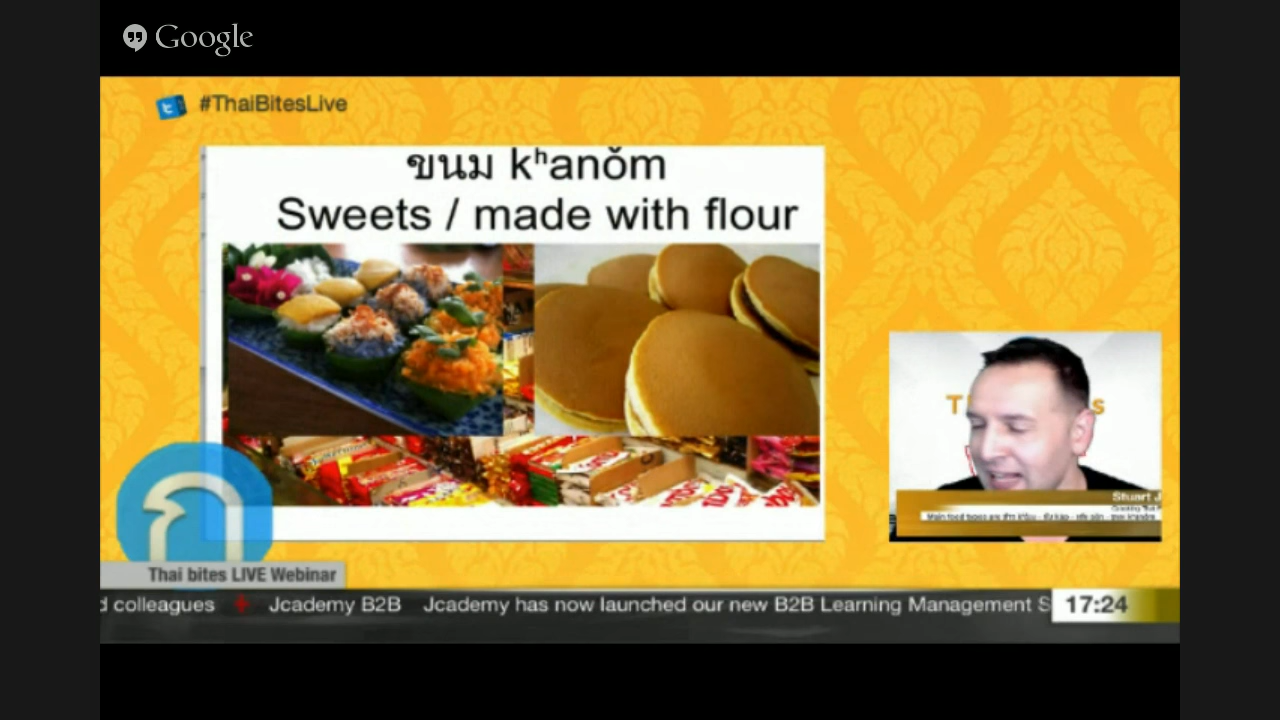 Google
#ThaiBitesLive
ขนม kʰanǒm
Sweets / made with flour
Stuart J
Thai bites LIVE Webinar
d colleagues Jcademy B2B Jcademy has now launched our new B2B Learning Management S
17:24